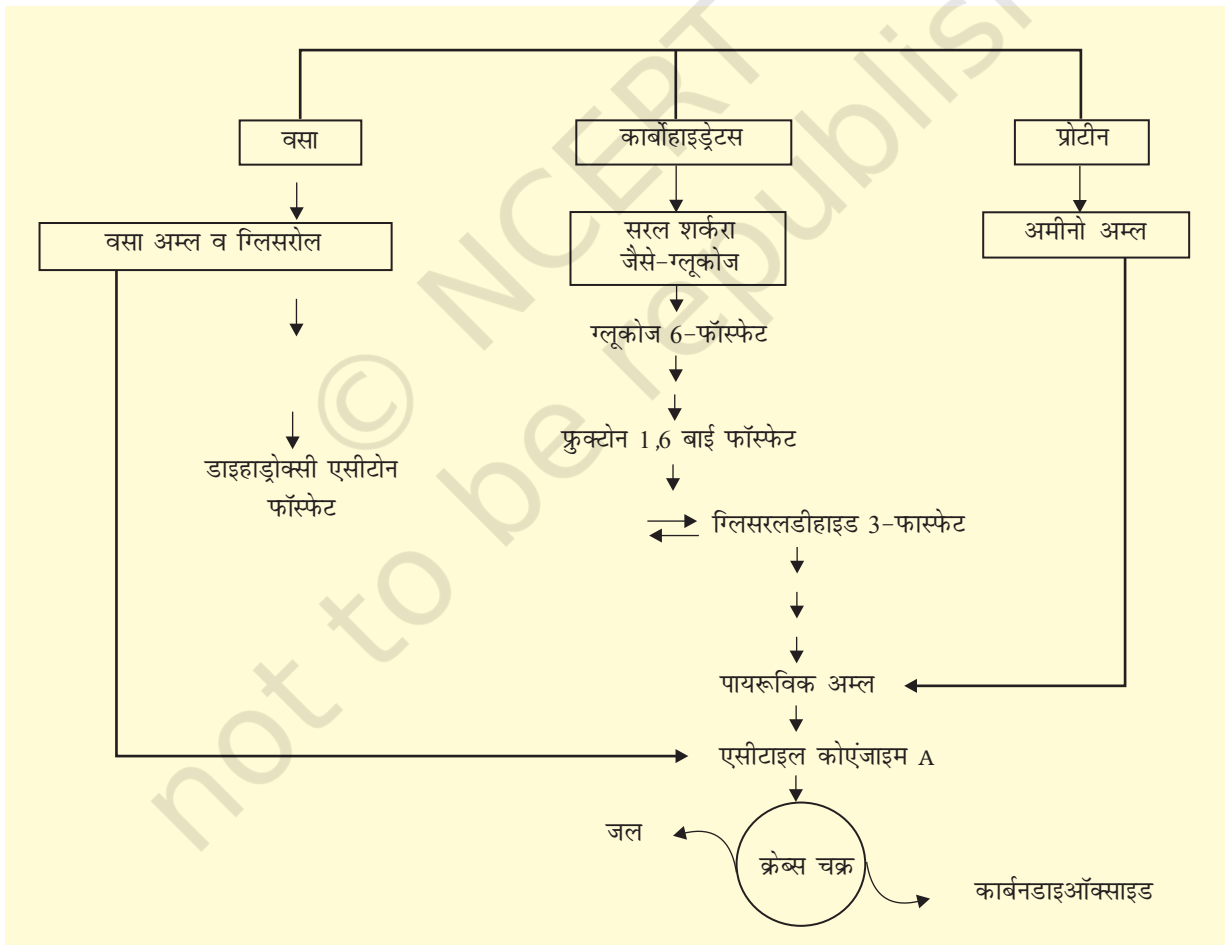 वसा
कार्बोहाइड्रेटस
प्रोटीन
वसा अम्ल व ग्लिसरोल
सरल शर्करा
जैसे-ग्लूकोज
अमीनो अम्ल
ग्लूकोज 6-फॉस्फेट
फ्रुक्टोन 1,6 बाई फॉस्फेट
डाइहाड्रोक्सी एसीटोन
फॉस्फेट
ग्लिसरलडीहाइड 3-फास्फेट
पायरूविक अम्ल
एसीटाइल कोएंजाइम A
जल
क्रेब्स चक्र
कार्बनडाइऑक्साइड
© NCERT
not to be republis